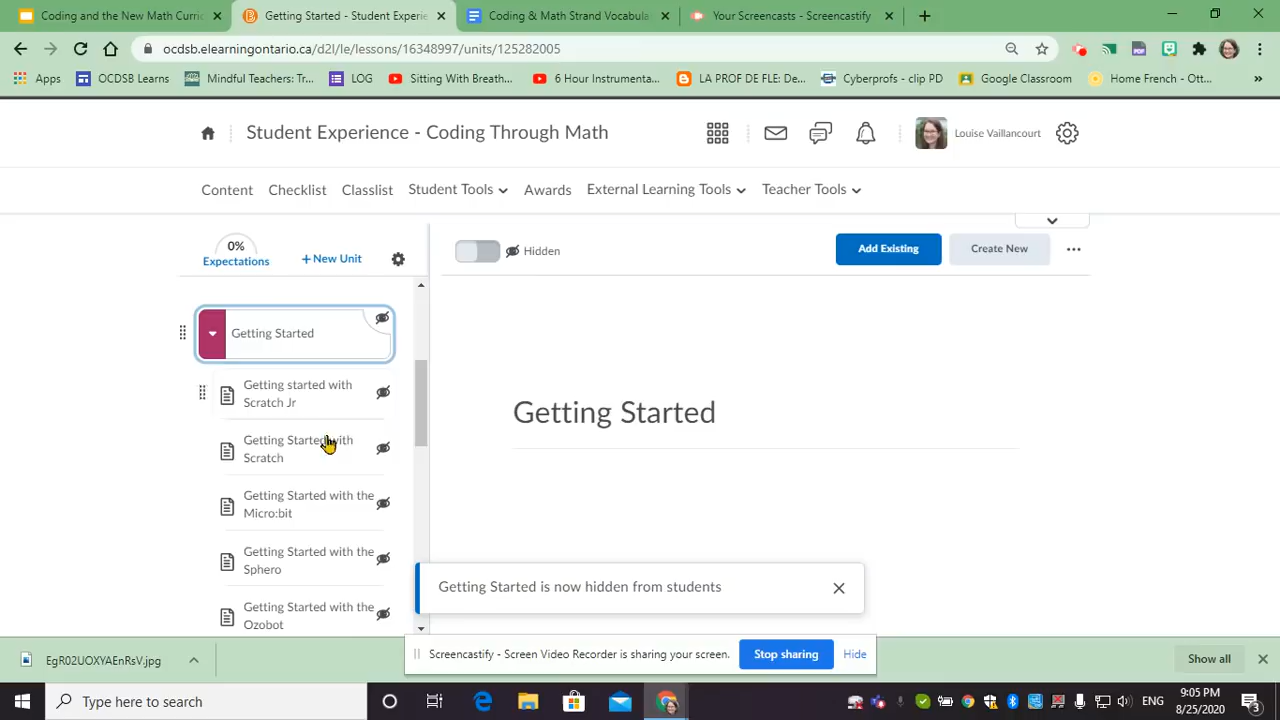 Coding and the New Math Curric
Getting Started - Student Experie
Coding & Math Strand Vocabula
Your Screencasts - Screencastify
ocdsb.elearningontario.ca/d2l/le/lessons/16348997/units/125282005
Apps
OCDSB Learns
Mindful Teachers: Tr...
LOG
Sitting With Breath...
6 Hour Instrumenta...
LA PROF DE FLE: De...
Cyberprofs - clip PD
Google Classroom
Home French - Ott...
Student Experience - Coding Through Math
Louise Vaillancourt
Content
Checklist
Classlist
Student Tools
Awards
External Learning Tools
Teacher Tools
0%
Expectations
+ New Unit
Hidden
Add Existing
Create New
Getting Started
Getting started with
Scratch Jr
Getting Started with
Scratch
Getting Started with the
Micro:bit
Getting Started with the
Sphero
Getting Started with the
Ozobot
Getting Started
Getting Started is now hidden from students
Screencastify - Screen Video Recorder is sharing your screen.
Stop sharing
Hide
EgR02UOXYAEnRsV.jpg
Show all
Type here to search
ENG
9:05 PM
8/25/2020
3